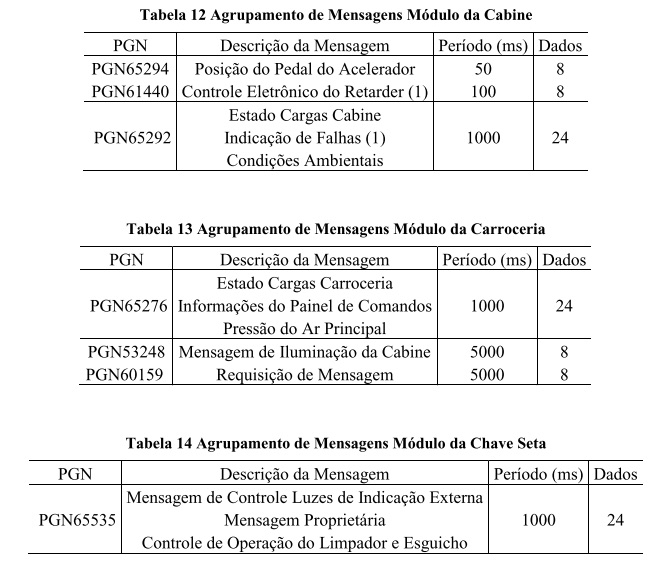 Tabela 12 Agrupamento de Mensagens Módulo da Cabine
PGN Descrição da Mensagem Período (ms) Dados
PGN65294 Posição do Pedal do Acelerador 50 8
PGN61440 Controle Eletrônico do Retarder (1) 100 8
Estado Cargas Cabine
PGN65292 Indicação de Falhas (1) 1000 24
Condições Ambientais
Tabela 13 Agrupamento de Mensagens Módulo da Carroceria
PGN Descrição da Mensagem Período (ms) Dados
Estado Cargas Carroceria
PGN65276 Informações do Painel de Comandos 1000 24
Pressão do Ar Principal
PGN53248 Mensagem de Iluminação da Cabine 5000 8
PGN60159 Requisição de Mensagem 5000 8
Tabela 14 Agrupamento de Mensagens Módulo da Chave Seta
PGN Descrição da Mensagem Período (ms) Dados
Mensagem de Controle Luzes de Indicação Externa
PGN65535 Mensagem Proprietária 1000 24
Controle de Operação do Limpador e Esguicho